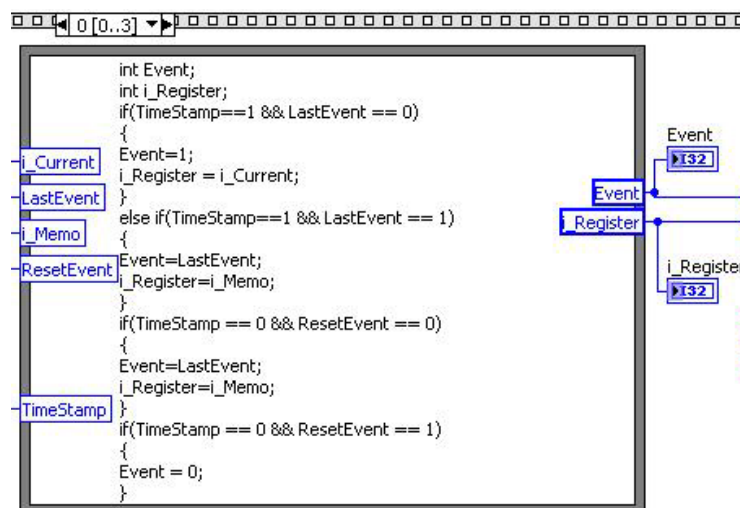 0 [0..3]
int Event;
int i_Register;
if(TimeStamp==1 && LastEvent == 0)
{
Event=1;
i_Register = i_Current;
}
else if(TimeStamp==1 && LastEvent == 1)
{
Event=LastEvent;
i_Register=i_Memo;
}
if(TimeStamp == 0 && ResetEvent == 0)
{
Event=LastEvent;
i_Register=i_Memo;
}
if(TimeStamp == 0 && ResetEvent == 1)
{
Event = 0;
}
i_Current
LastEvent
i_Memo
ResetEvent
TimeStamp
Event
i_Register
Event
I32
i_Register
I32